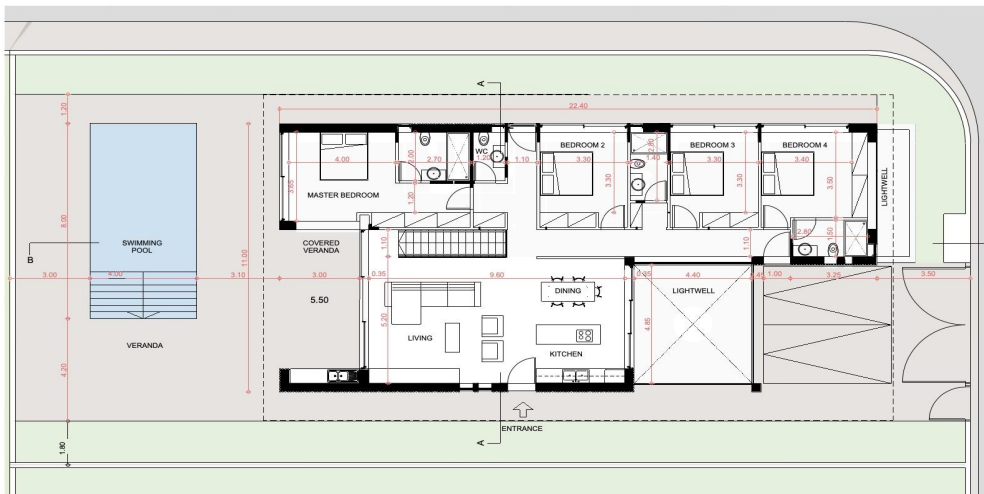 A
22.40
1.20
WC
BEDROOM 2
BEDROOM 3
BEDROOM 4
4.00
2.00
2.70
1.20
1.10
3.30
1.40
3.30
3.40
3.65
MASTER BEDROOM
1.20
3.30
3.30
3.50
LIGHTWELL
8.00
11.00
SWIMMING
POOL
B
COVERED
VERANDA
1.10
1.10
2.80
1.50
3.00
4.00
3.10
3.00
0.35
9.60
0.35
4.40
.45
1.00
3.25
3.50
5.50
DINING
LIGHTWELL
5.20
4.85
LIVING
KITCHEN
VERANDA
4.20
ENTRANCE
A
1.80